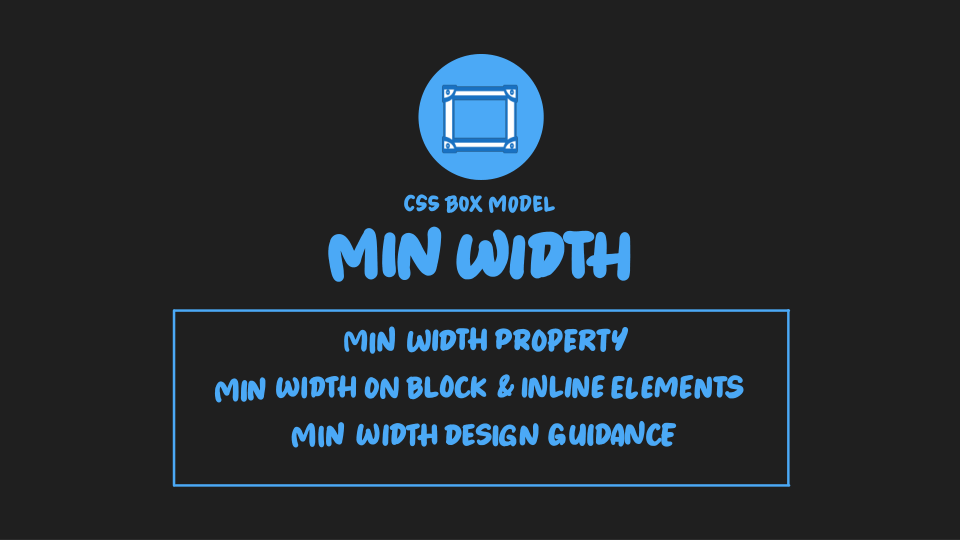 CSS BOX MODEL
MIN WIDTH
MIN WIDTH PROPERTY
MIN WIDTH ON BLOCK & INLINE ELEMENTS
MIN WIDTH DESIGN GUIDANCE